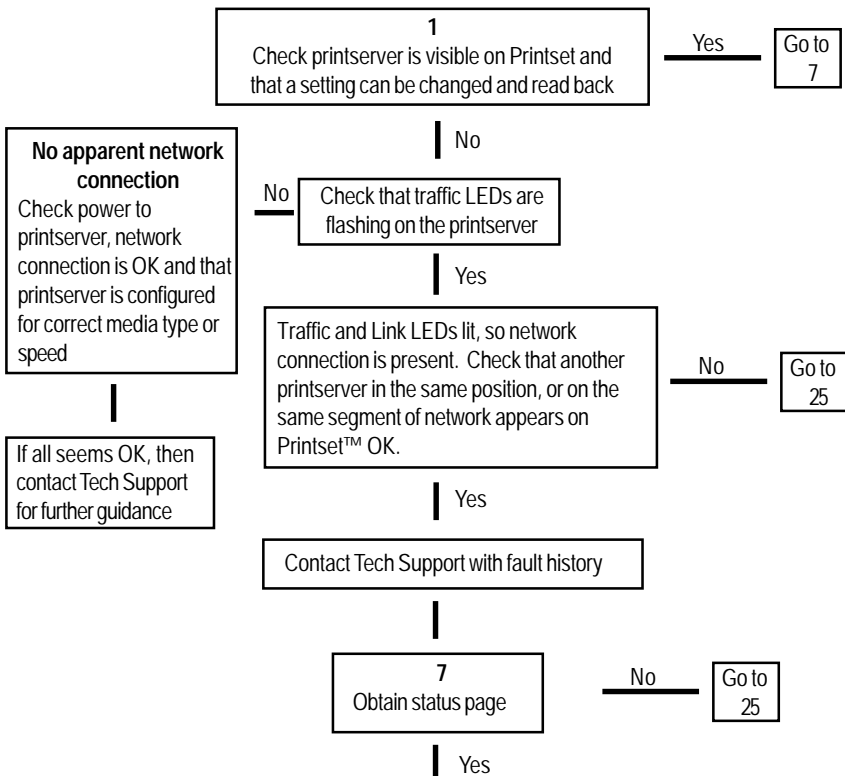 1
Check printserver is visible on Printset and
that a setting can be changed and read back
Yes
Go to
7
No
No apparent network
connection
Check power to
printserver, network
connection is OK and that
printserver is configured
for correct media type or
speed
No
Check that traffic LEDs are
flashing on the printserver
Yes
Traffic and Link LEDs lit, so network
connection is present. Check that another
printserver in the same position, or on the
same segment of network appears on
Printset™ OK.
No
Go to
25
If all seems OK, then
contact Tech Support
for further guidance
Yes
Contact Tech Support with fault history
7
Obtain status page
No
Go to
25
Yes